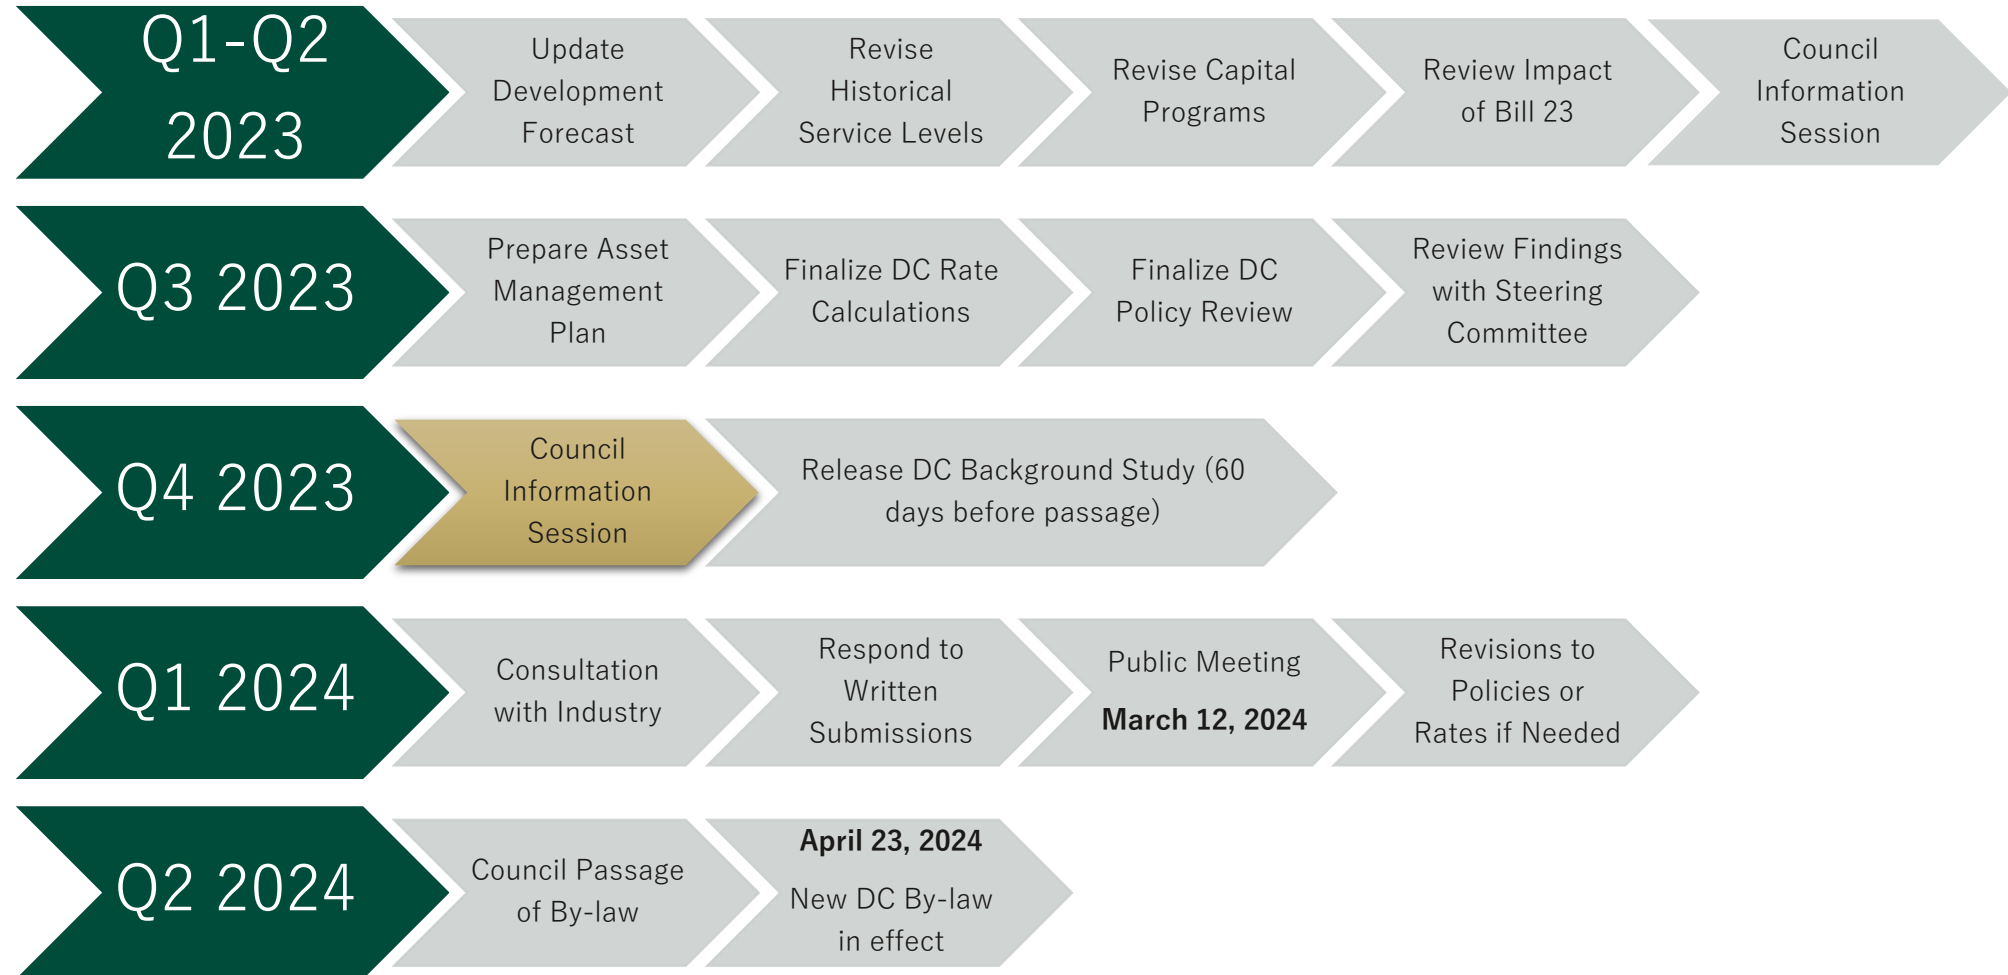 Q1-Q2
2023
Update
Development
Forecast
Revise
Historical
Service Levels
Revise Capital
Programs
Review Impact
of Bill 23
Council
Information
Session
Q3 2023
Prepare Asset
Management
Plan
Finalize DC Rate
Calculations
Finalize DC
Policy Review
Review Findings
with Steering
Committee
Q4 2023
Council
Information
Session
Release DC Background Study (60
days before passage)
Q1 2024
Consultation
with Industry
Respond to
Written
Submissions
Public Meeting
March 12, 2024
Revisions to
Policies or
Rates if Needed
Q2 2024
Council Passage
of By-law
April 23, 2024
New DC By-law
in effect